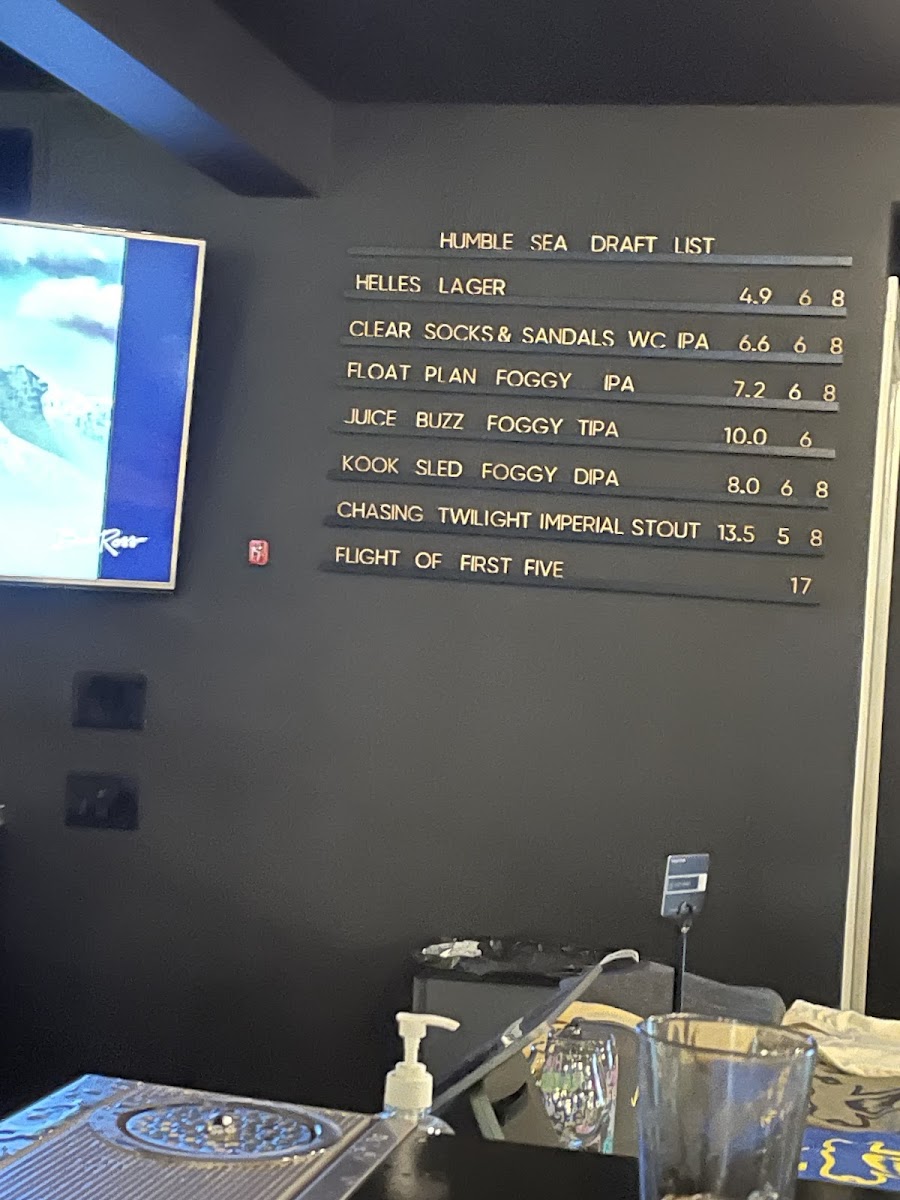 HUMBLE SEA DRAFT LIST
HELLES LAGER 4.9 6 8
CLEAR SOCKS & SANDALS WC IPA 6.6 6 8
FLOAT PLAN FOGGY IPA 7.2 6 8
JUICE BUZZ FOGGY TIPA 10.0 6
KOOK SLED FOGGY DIPA 8.0 6 8
CHASING TWILIGHT IMPERIAL STOUT 13.5 5 8
FLIGHT OF FIRST FIVE 17
Bob Ross